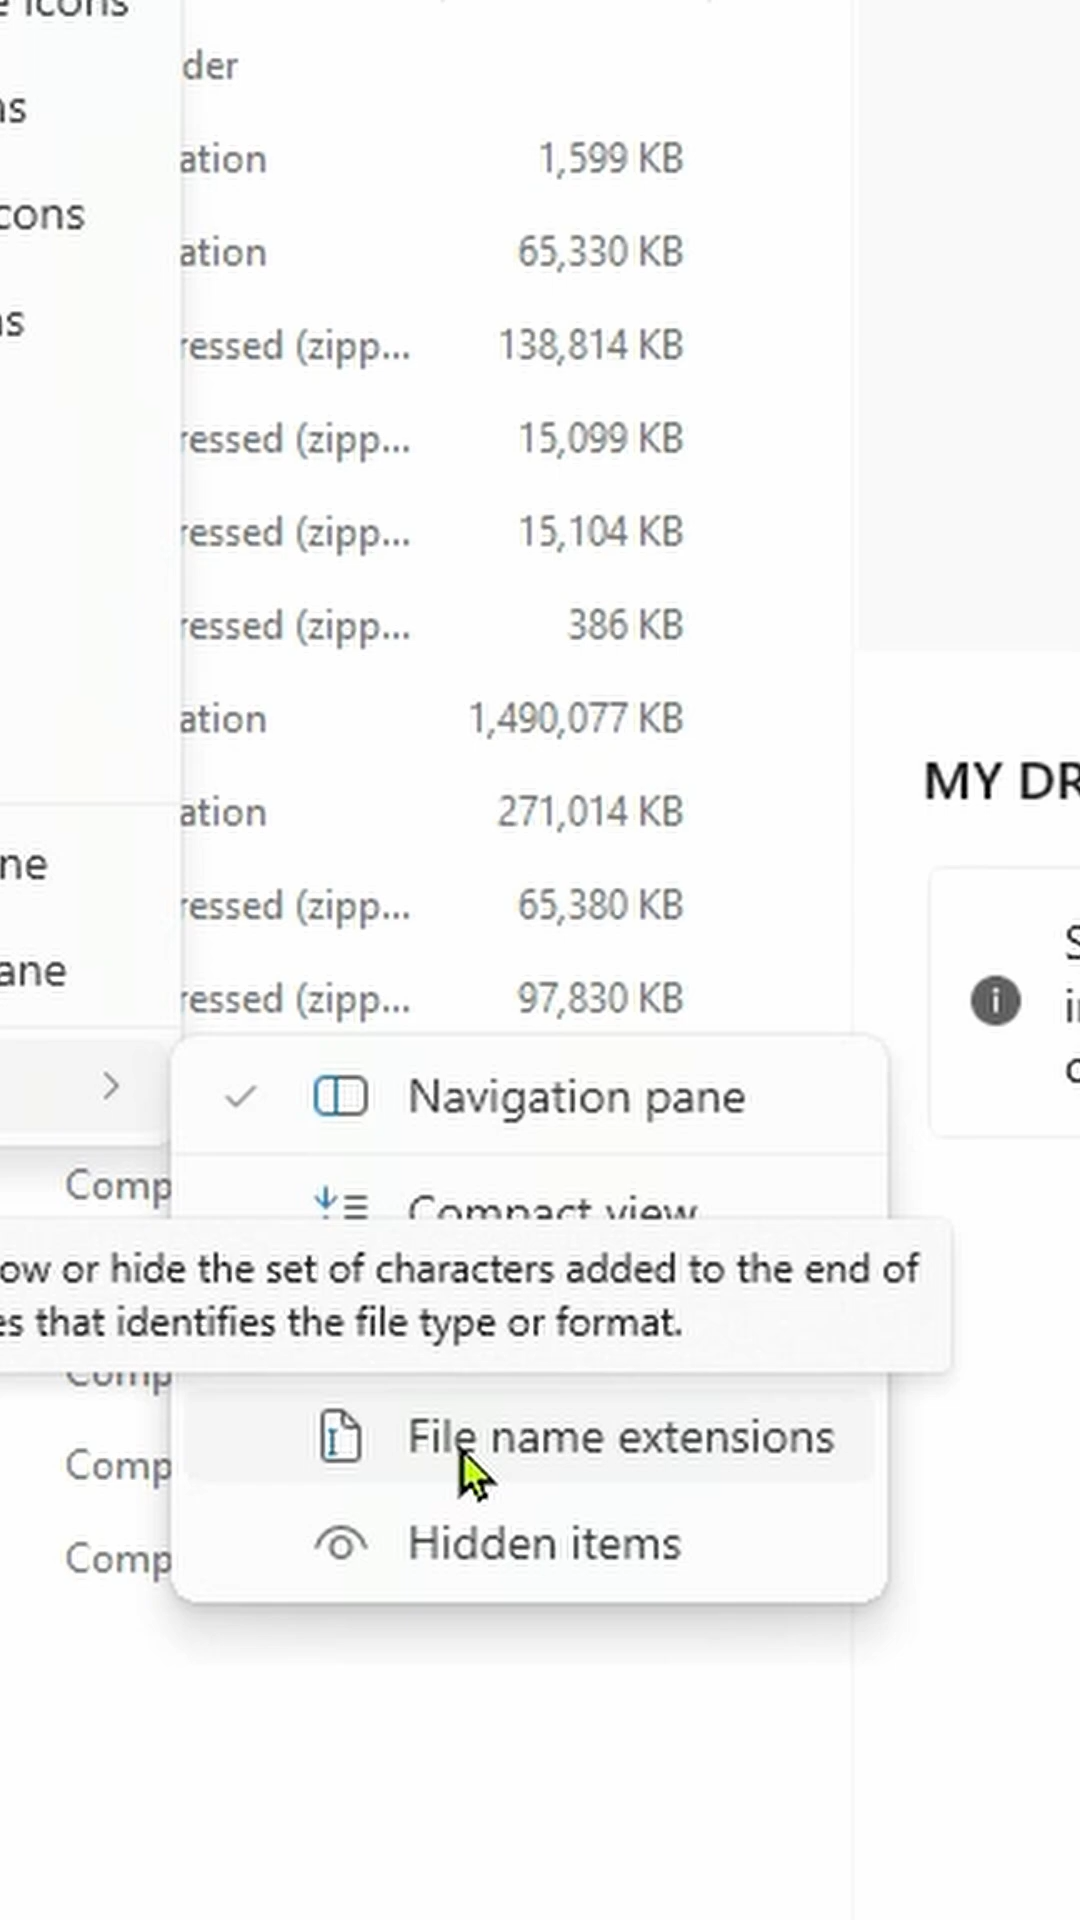 e icons
der
ns
ation 1,599 KB
cons
ation 65,330 KB
ns
ressed (zipp... 138,814 KB
ressed (zipp... 15,099 KB
ressed (zipp... 15,104 KB
ressed (zipp... 386 KB
ation 1,490,077 KB
MY DR
ation 271,014 KB
ne
ressed (zipp... 65,380 KB
S
ane
ressed (zipp... 97,830 KB
i
Navigation pane
Comp
Compact view
ow or hide the set of characters added to the end of
es that identifies the file type or format.
Comp
File name extensions
Comp
Hidden items
Comp